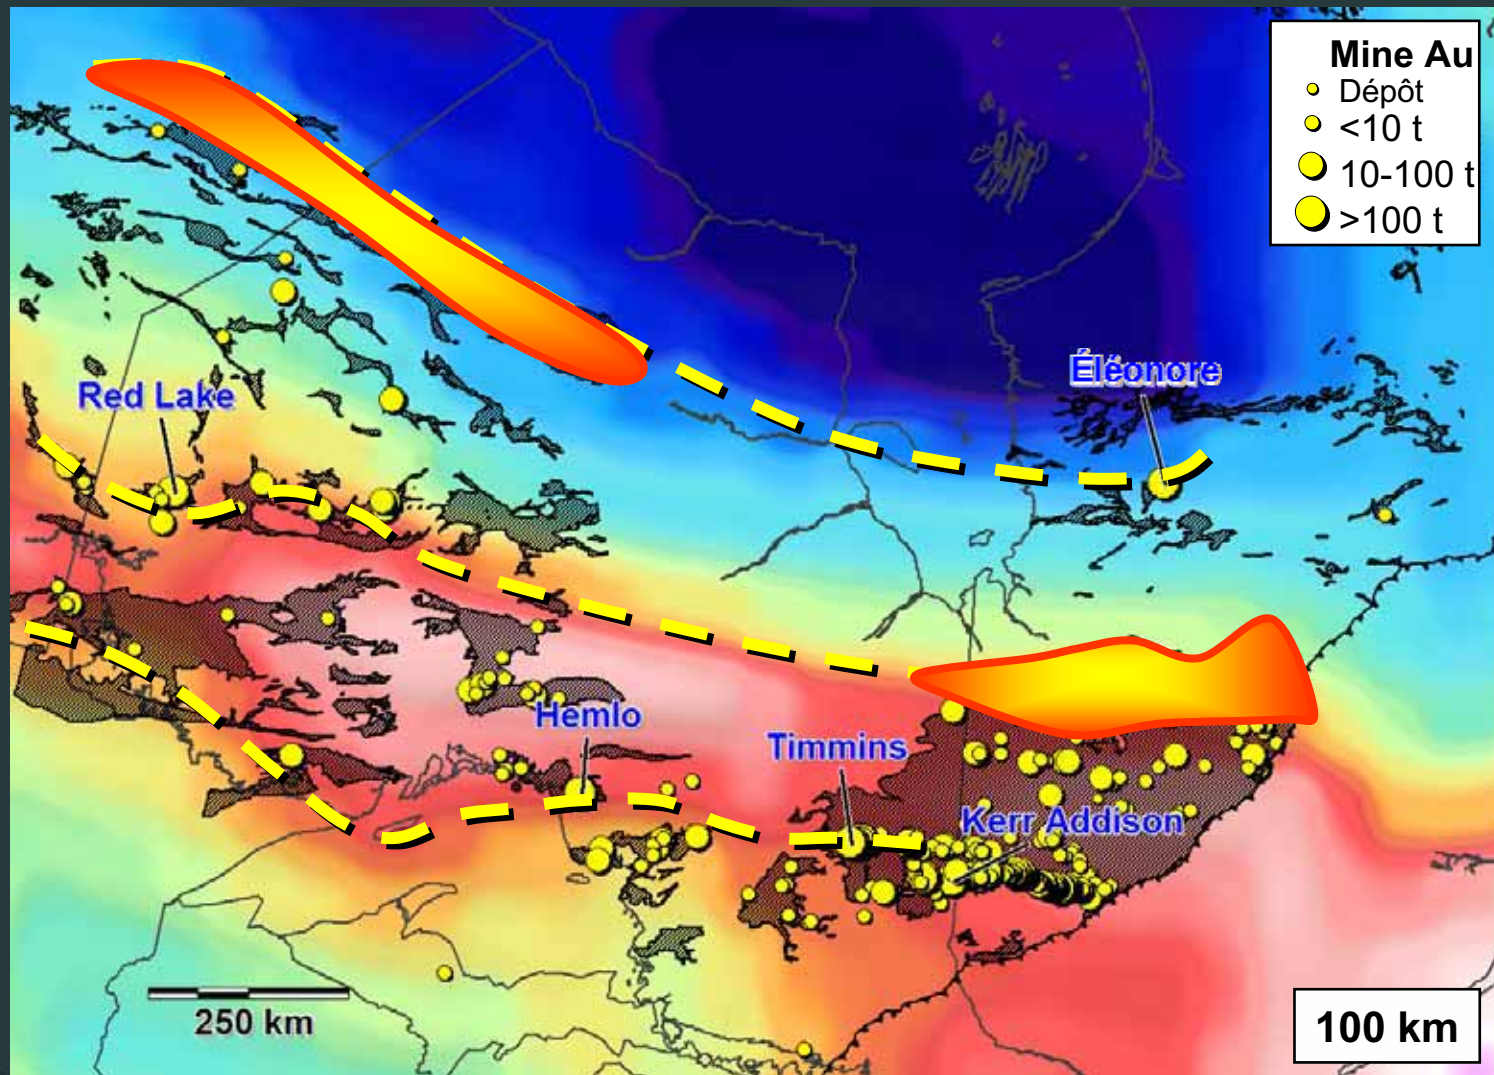 Mine Au
Dépôt
<10 t
10-100 t
>100 t
Éléonore
Red Lake
Hemlo
Timmins
Kerr Addison
250 km
100 km